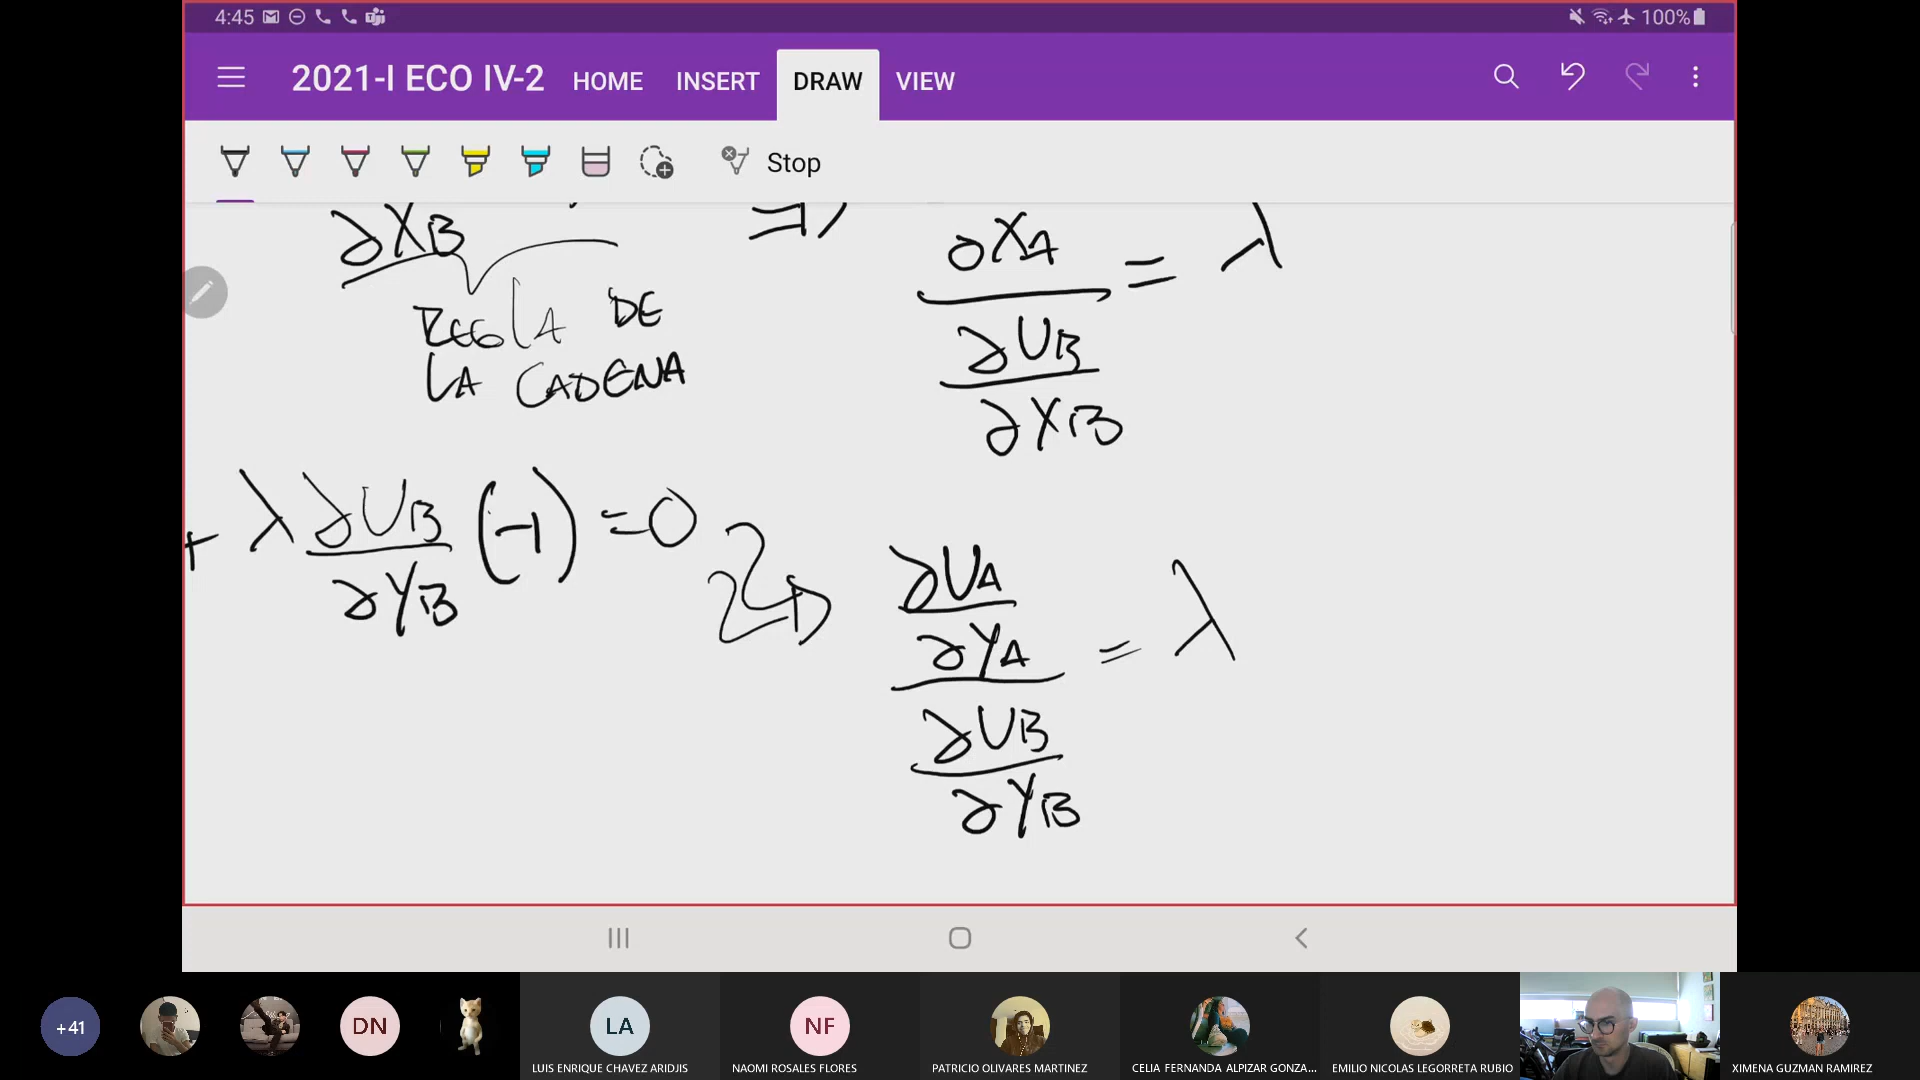 4:45 100%
2021-I ECO IV-2 HOME INSERT DRAW VIEW
Stop
∂XB => ∂XA = λ
REGLA DE
LA CADENA
∂UB
∂XB
+ λ ∂UB (-1) =0
∂YB
∂UA
∂YA = λ
∂UB
∂YB
+41
DN
LA
NF
LUIS ENRIQUE CHAVEZ ARIDJIS
NAOMI ROSALES FLORES
PATRICIO OLIVARES MARTINEZ
CELIA FERNANDA ALPIZAR GONZA...
EMILIO NICOLAS LEGORRETA RUBIO
XIMENA GUZMAN RAMIREZ